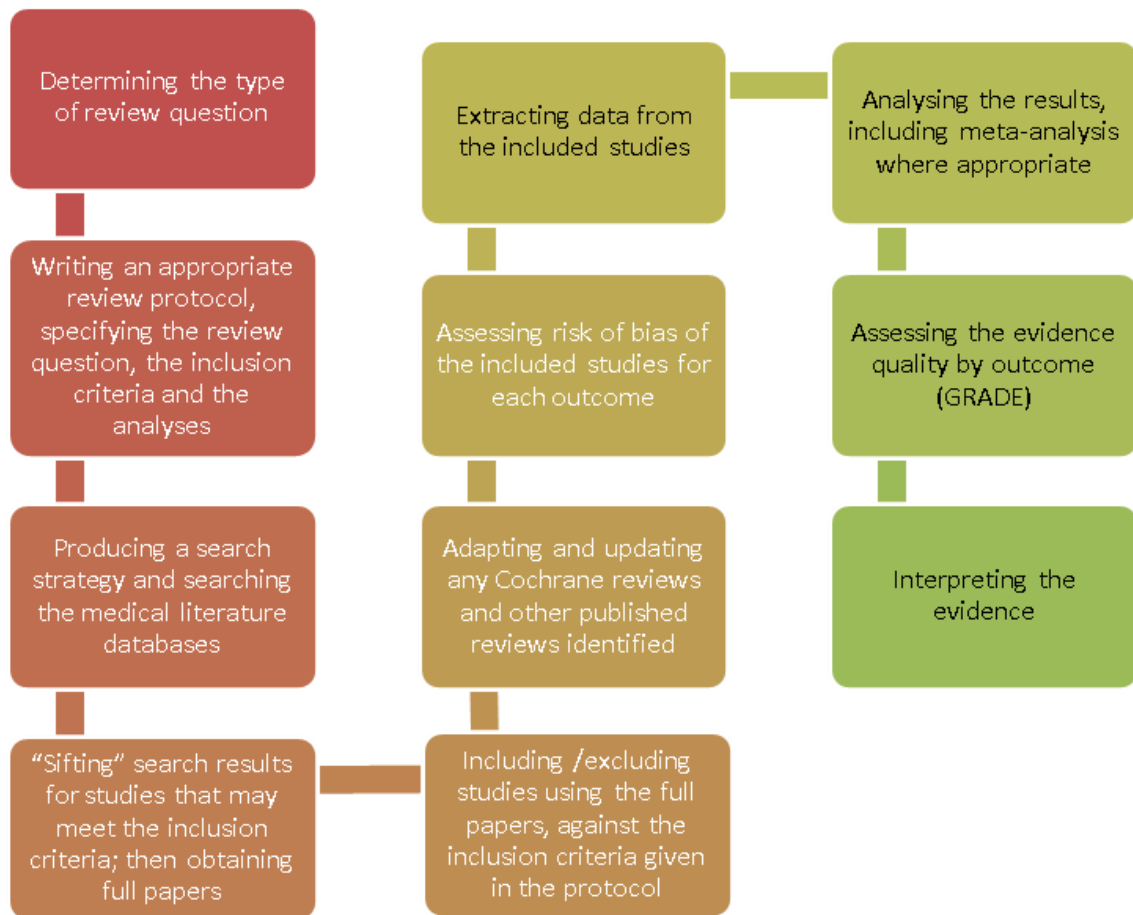 Determining the type
of review question
Writing an appropriate
review protocol,
specifying the review
question, the inclusion
criteria and the
analyses
Producing a search
strategy and searching
the medical literature
databases
“Sifting” search results
for studies that may
meet the inclusion
criteria; then obtaining
full papers
Including /excluding
studies using the full
papers, against the
inclusion criteria given
in the protocol
Adapting and updating
any Cochrane reviews
and other published
reviews identified
Assessing risk of bias of
the included studies for
each outcome
Extracting data from
the included studies
Analysing the results,
including meta-analysis
where appropriate
Assessing the evidence
quality by outcome
(GRADE)
Interpreting the
evidence